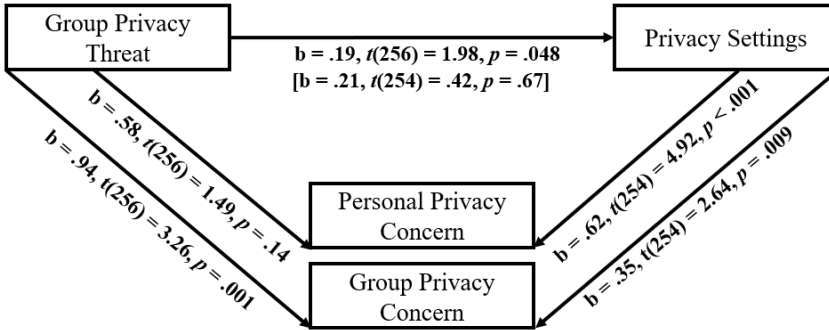 Group Privacy
Threat
b = .19, t(256) = 1.98, p = .048
[b = .21, t(254) = .42, p = .67]
Privacy Settings
b = .58, t(256) = 1.49, p = .14
b = .94, t(256) = 3.26, p = .001
b = .62, t(254) = 4.92, p < .001
b = .35, t(254) = 2.64, p = .009
Personal Privacy
Concern
Group Privacy
Concern